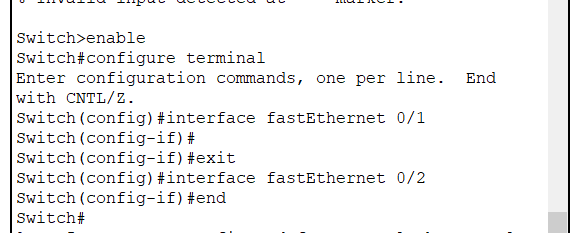 % Invalid input detected at marker.
Switch>enable
Switch#configure terminal
Enter configuration commands, one per line. End
with CNTL/Z.
Switch(config)#interface fastEthernet 0/1
Switch(config-if)#
Switch(config-if)#exit
Switch(config)#interface fastEthernet 0/2
Switch(config-if)#end
Switch#